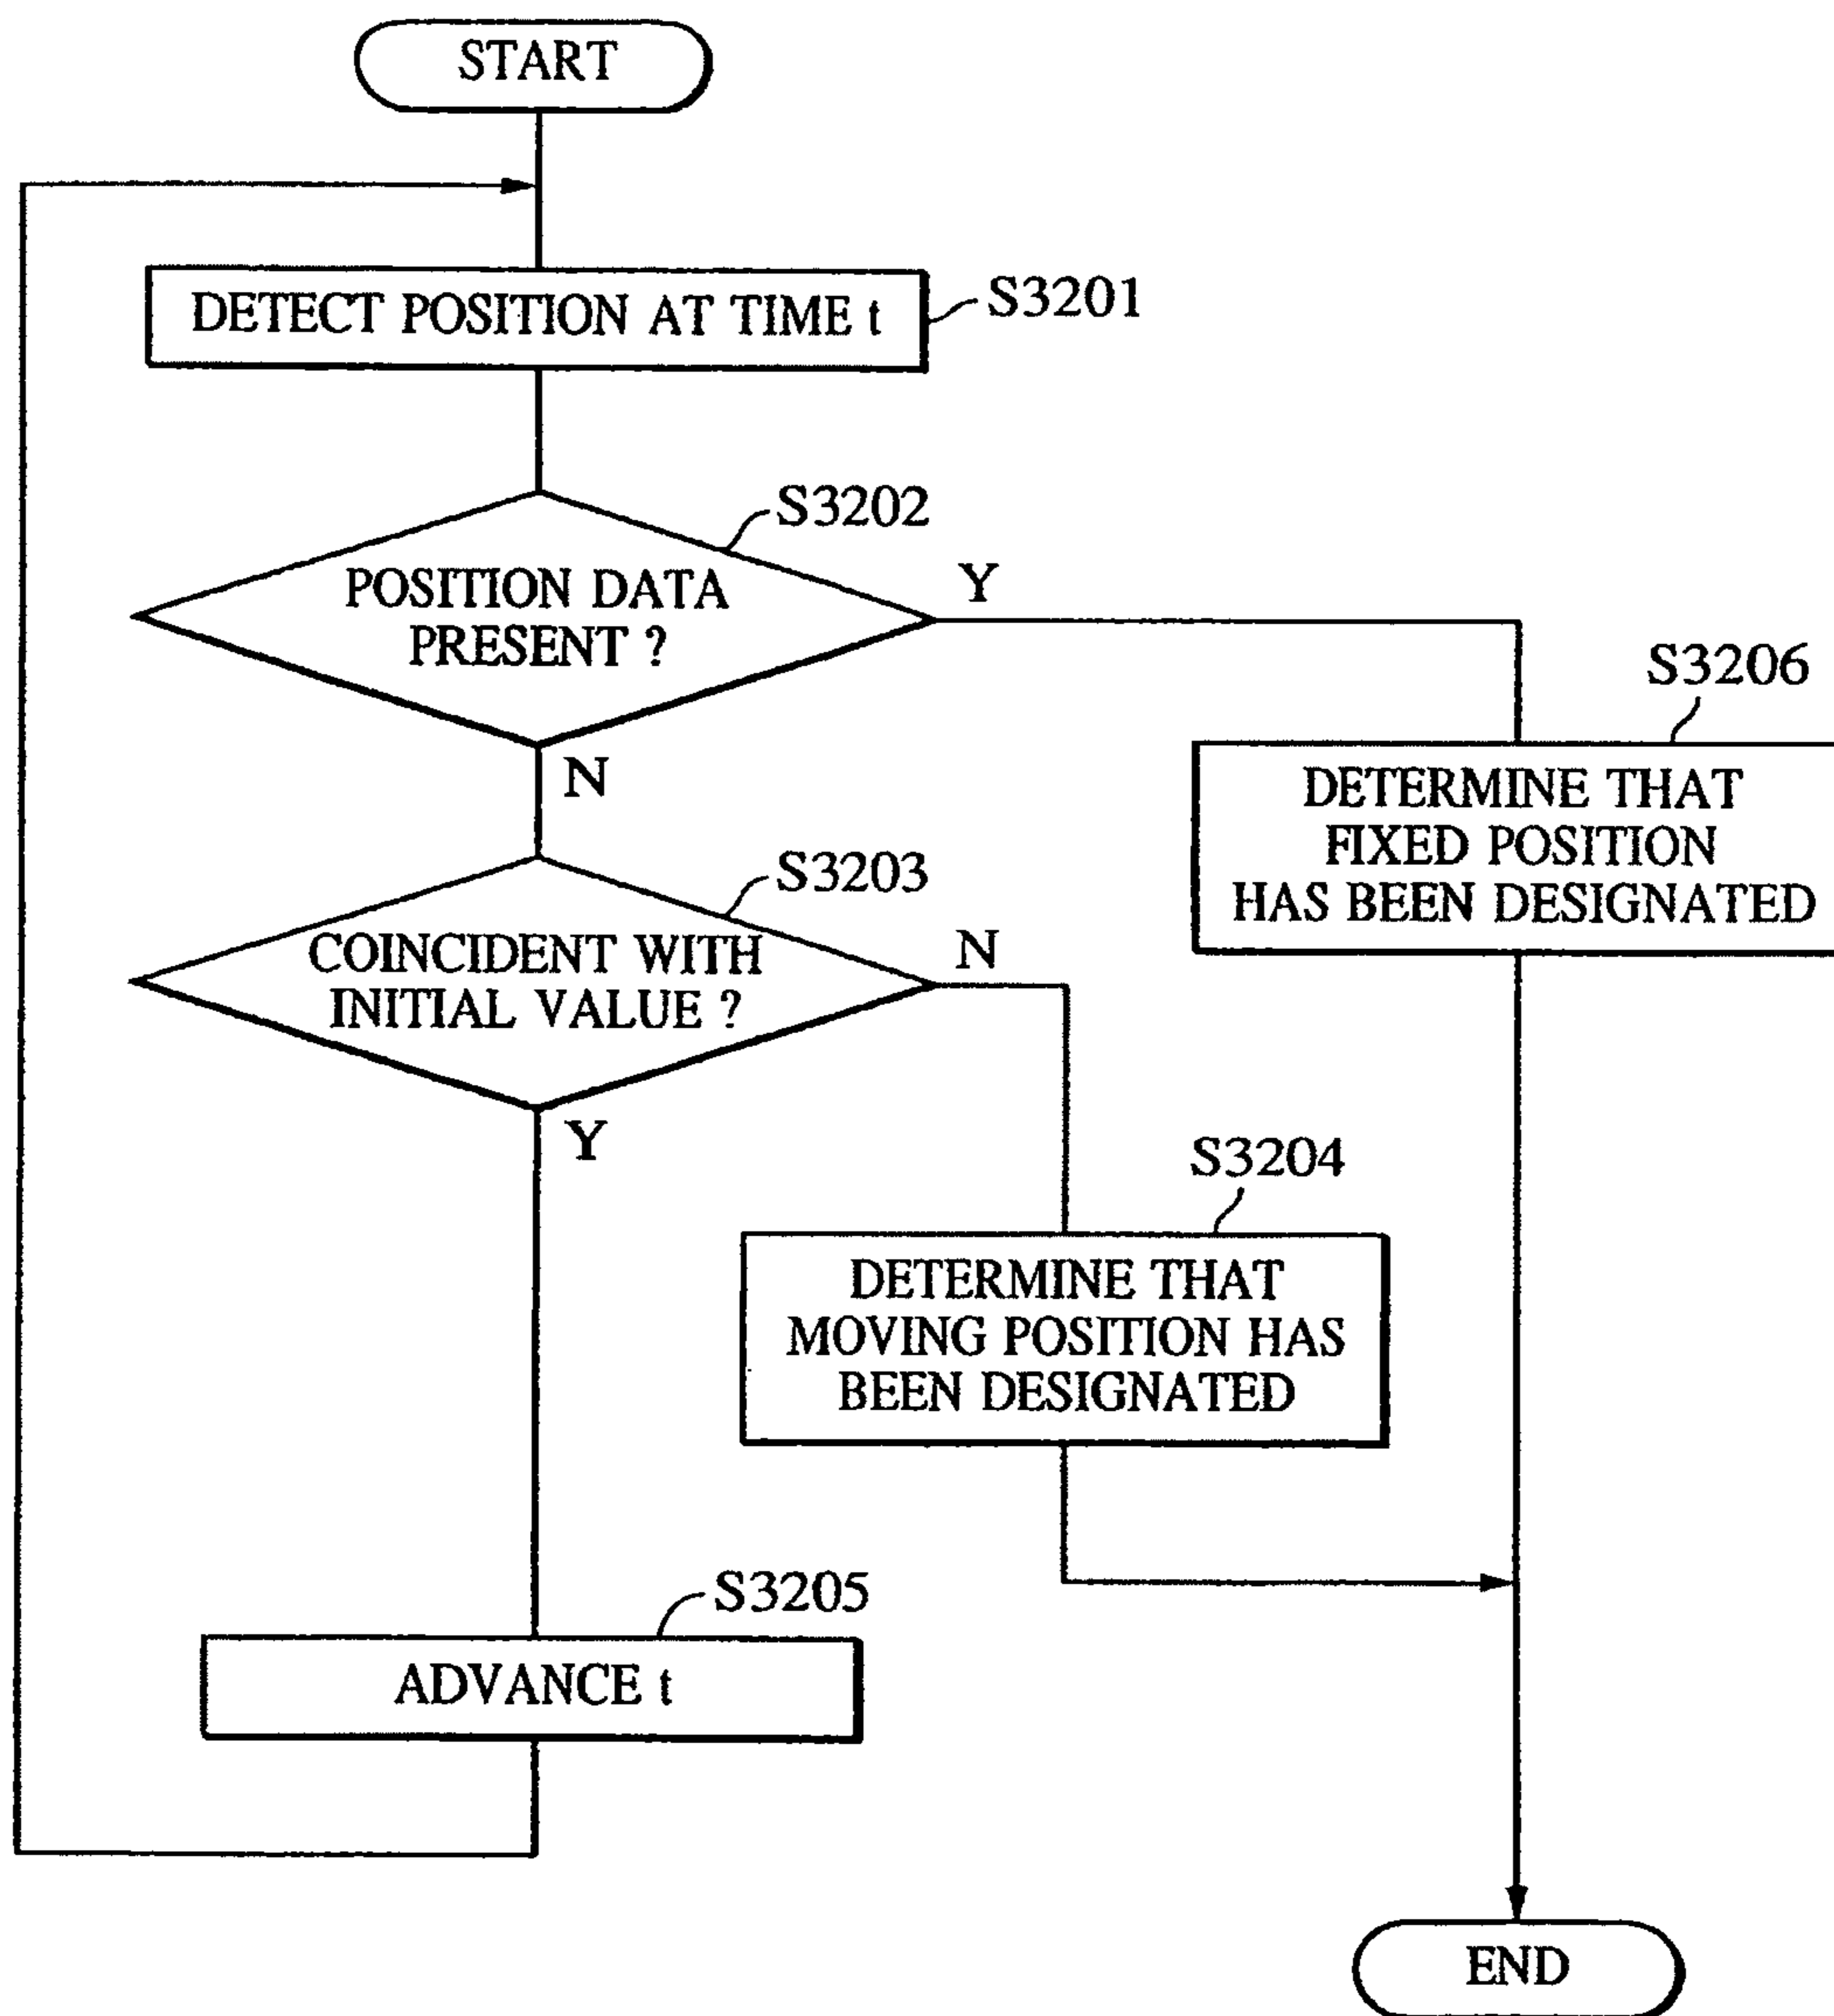 START
DETECT POSITION AT TIME t
S3201
S3202
POSITION DATA
PRESENT ?
Y
N
S3206
DETERMINE THAT
FIXED POSITION
HAS BEEN DESIGNATED
S3203
COINCIDENT WITH
INITIAL VALUE ?
N
Y
S3204
DETERMINE THAT
MOVING POSITION HAS
BEEN DESIGNATED
S3205
ADVANCE t
END